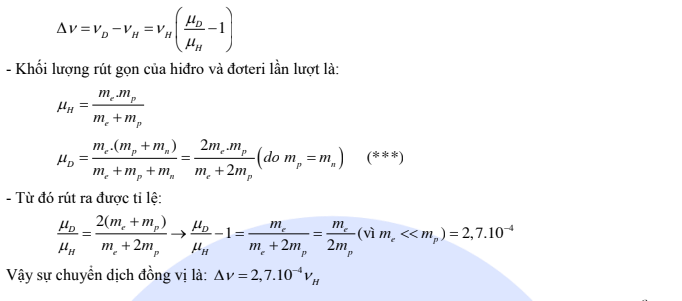 Δν = ν_D − ν_H = ν_H (μ_D/μ_H − 1)
- Khối lượng rút gọn của hiđro và đơteri lần lượt là:
μ_H = m_e.m_p/(m_e + m_p)
μ_D = m_e.(m_p + m_n)/(m_e + m_p + m_n) = 2m_e.m_p/(m_e + 2m_p) (do m_p = m_n) (***)
- Từ đó rút ra được tỉ lệ:
μ_D/μ_H = 2(m_e + m_p)/(m_e + 2m_p) → μ_D/μ_H − 1 = m_e/(m_e + 2m_p) = m_e/2m_p (vì m_e << m_p) = 2,7.10⁻⁴
Vậy sự chuyển dịch đồng vị là: Δν = 2,7.10⁻⁴ν_H